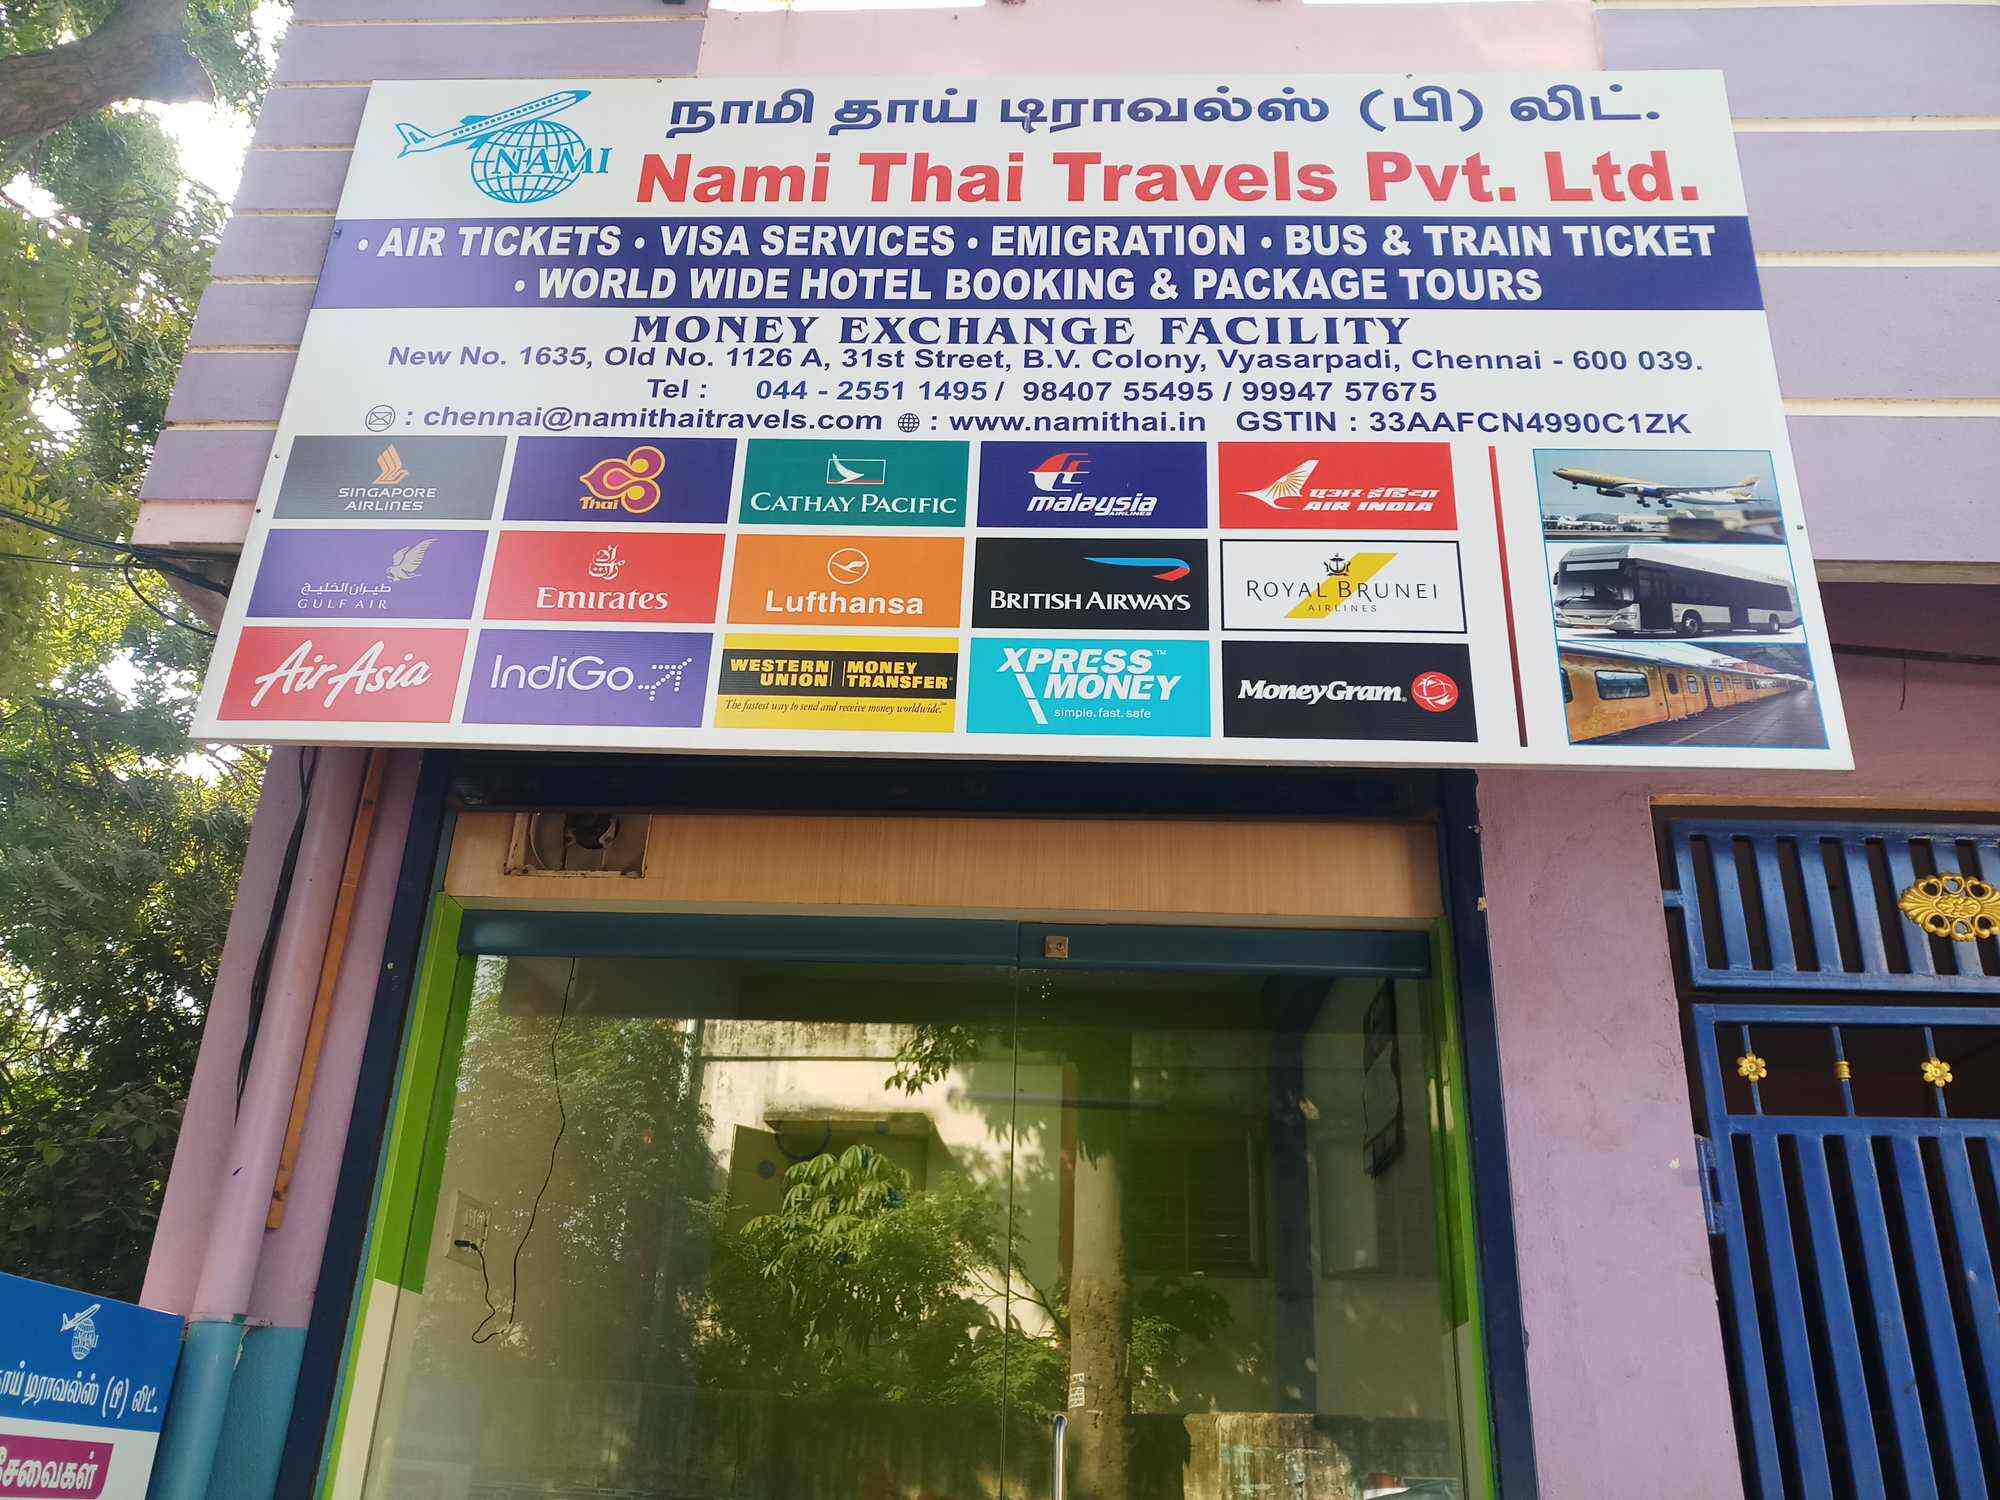 நாமி தாய் டிராவல்ஸ் (பி) லிட்.
NAMI
Nami Thai Travels Pvt. Ltd.
• AIR TICKETS • VISA SERVICES • EMIGRATION • BUS & TRAIN TICKET
• WORLD WIDE HOTEL BOOKING & PACKAGE TOURS
MONEY EXCHANGE FACILITY
New No. 1635, Old No. 1126 A, 31st Street, B.V. Colony, Vyasarpadi, Chennai - 600 039.
Tel : 044 - 2551 1495 / 98407 55495 / 99947 57675
: chennai@namithaitravels.com : www.namithai.in GSTIN : 33AAFCN4990C1ZK
SINGAPORE
AIRLINES
Thai
CATHAY PACIFIC
malaysia
AIRLINES
एअर इंडिया
AIR INDIA
طيران الخليج
GULF AIR
Emirates
Lufthansa
BRITISH AIRWAYS
ROYAL BRUNEI
AIRLINES
AirAsia
IndiGo
WESTERN UNION MONEY TRANSFER
The fastest way to send and receive money worldwide.
XPRESS MONEY
simple. fast. safe
MoneyGram
NAMI
தாய் டிராவல்ஸ் (பி) லிட்.
சேவைகள்